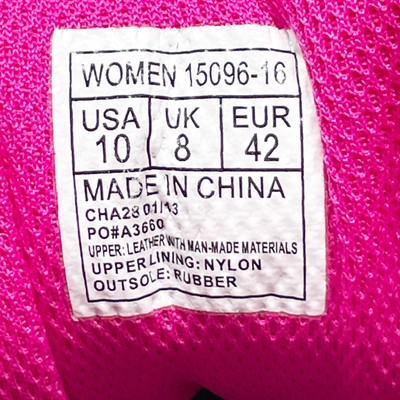 WOMEN 15096-16
USA UK EUR
10 8 42
MADE IN CHINA
CHA28 01/13
PO#A3660
UPPER: LEATHER WITH MAN-MADE MATERIALS
UPPER LINING: NYLON
OUTSOLE: RUBBER